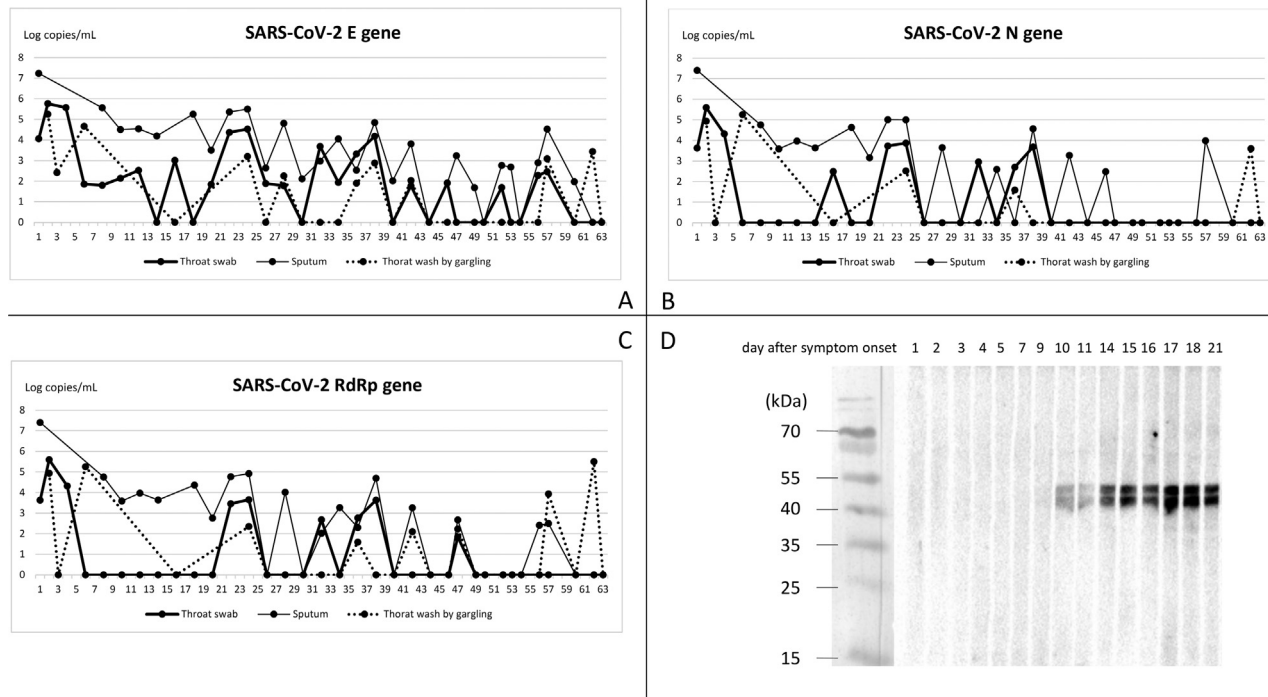 SARS-CoV-2 E gene
Log copies/mL
8
7
6
5
4
3
2
1
0
1 3 5 7 9 11 13 15 17 19 21 23 25 27 29 31 33 35 37 39 41 43 45 47 49 51 53 55 57 59 61 63
Throat swab Sputum Thorat wash by gargling
A
SARS-CoV-2 N gene
Log copies/mL
8
7
6
5
4
3
2
1
0
1 3 5 7 9 11 13 15 17 19 21 23 25 27 29 31 33 35 37 39 41 43 45 47 49 51 53 55 57 59 61 63
Throat swab Sputum Thorat wash by gargling
B
C
SARS-CoV-2 RdRp gene
Log copies/mL
8
7
6
5
4
3
2
1
0
1 3 5 7 9 11 13 15 17 19 21 23 25 27 29 31 33 35 37 39 41 43 45 47 49 51 53 55 57 59 61 63
Throat swab Sputum Thorat wash by gargling
D
day after symptom onset 1 2 3 4 5 7 9 10 11 14 15 16 17 18 21
(kDa)
70
55
40
35
25
15